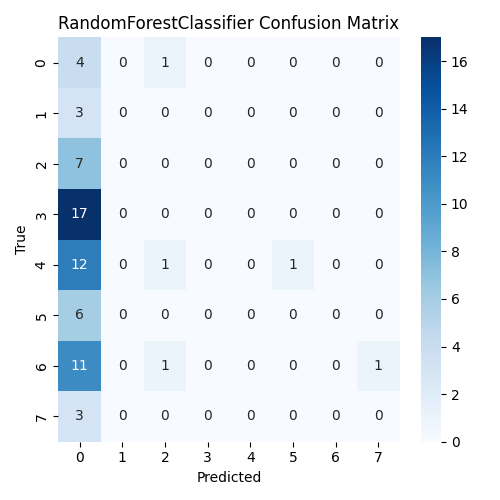 RandomForestClassifier Confusion Matrix
0 4 0 1 0 0 0 0 0
1 3 0 0 0 0 0 0 0
2 7 0 0 0 0 0 0 0
3 17 0 0 0 0 0 0 0
4 12 0 1 0 0 1 0 0
5 6 0 0 0 0 0 0 0
6 11 0 1 0 0 0 0 1
7 3 0 0 0 0 0 0 0
0 1 2 3 4 5 6 7
True
Predicted
16
14
12
10
8
6
4
2
0